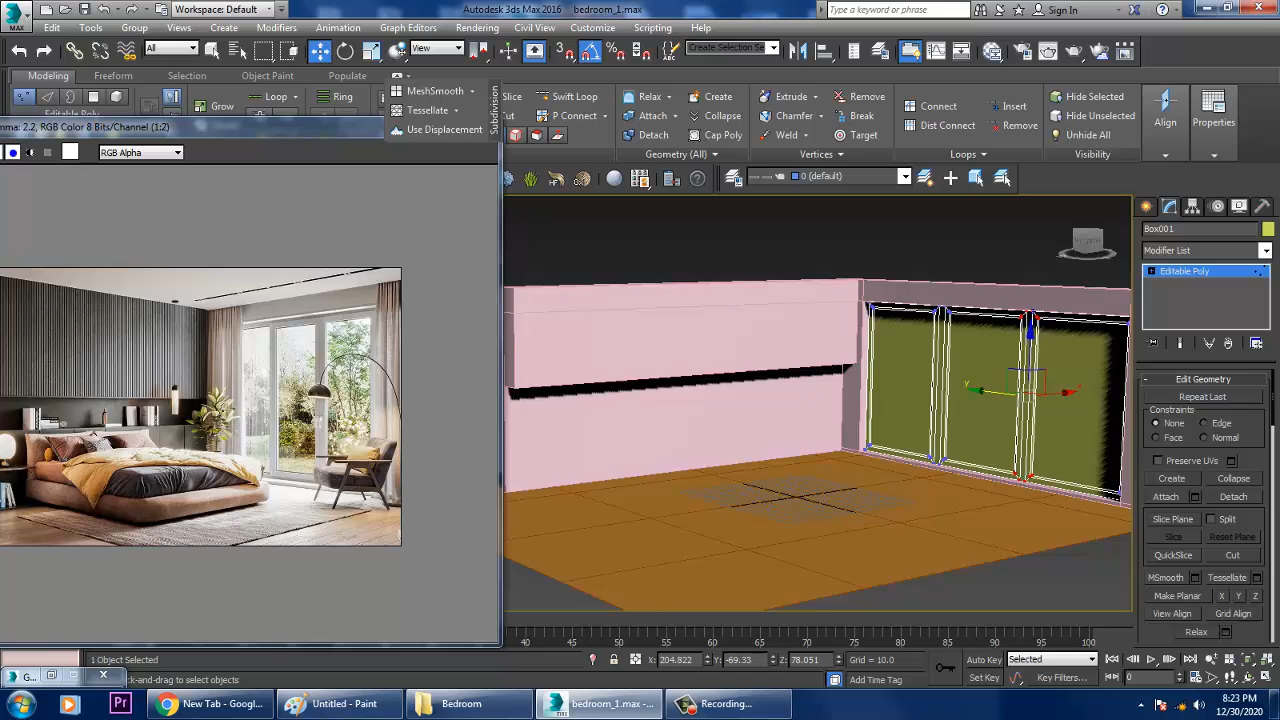 MAX
Workspace: Default
Autodesk 3ds Max 2016
bedroom_1.max
Type a keyword or phrase
Sign In
Edit
Tools
Group
Views
Create
Modifiers
Animation
Graph Editors
Rendering
Civil View
Customize
Scripting
Help
All
View
Create Selection Se
Modeling
Freeform
Selection
Object Paint
Populate
MeshSmooth
Tessellate
Use Displacement
Subdivision
Grow
Loop
Ring
Swift Loop
P Connect
Relax
Create
Attach
Collapse
Detach
Cap Poly
Geometry (All)
Extrude
Remove
Chamfer
Break
Weld
Target
Vertices
Connect
Insert
Dist Connect
Remove
Loops
Hide Selected
Hide Unselected
Unhide All
Visibility
Align
Properties
mma: 2.2, RGB Color 8 Bits/Channel (1:2)
RGB Alpha
0 (default)
Box001
Modifier List
Editable Poly
Edit Geometry
Repeat Last
Constraints
None
Edge
Face
Normal
Preserve UVs
Create
Collapse
Attach
Detach
Slice Plane
Split
Slice
Reset Plane
QuickSlice
Cut
MSmooth
Tessellate
Make Planar
X
Y
Z
View Align
Grid Align
Relax
40
45
50
55
60
65
70
75
80
85
90
95
100
1 Object Selected
X: 204.822
Y: -69.33
Z: 78.051
Grid = 10.0
Auto Key
Selected
G...
-and-drag to select objects
Add Time Tag
Set Key
Key Filters...
0
New Tab - Googl...
Untitled - Paint
Bedroom
bedroom_1.max -...
Recording...
8:23 PM
12/30/2020